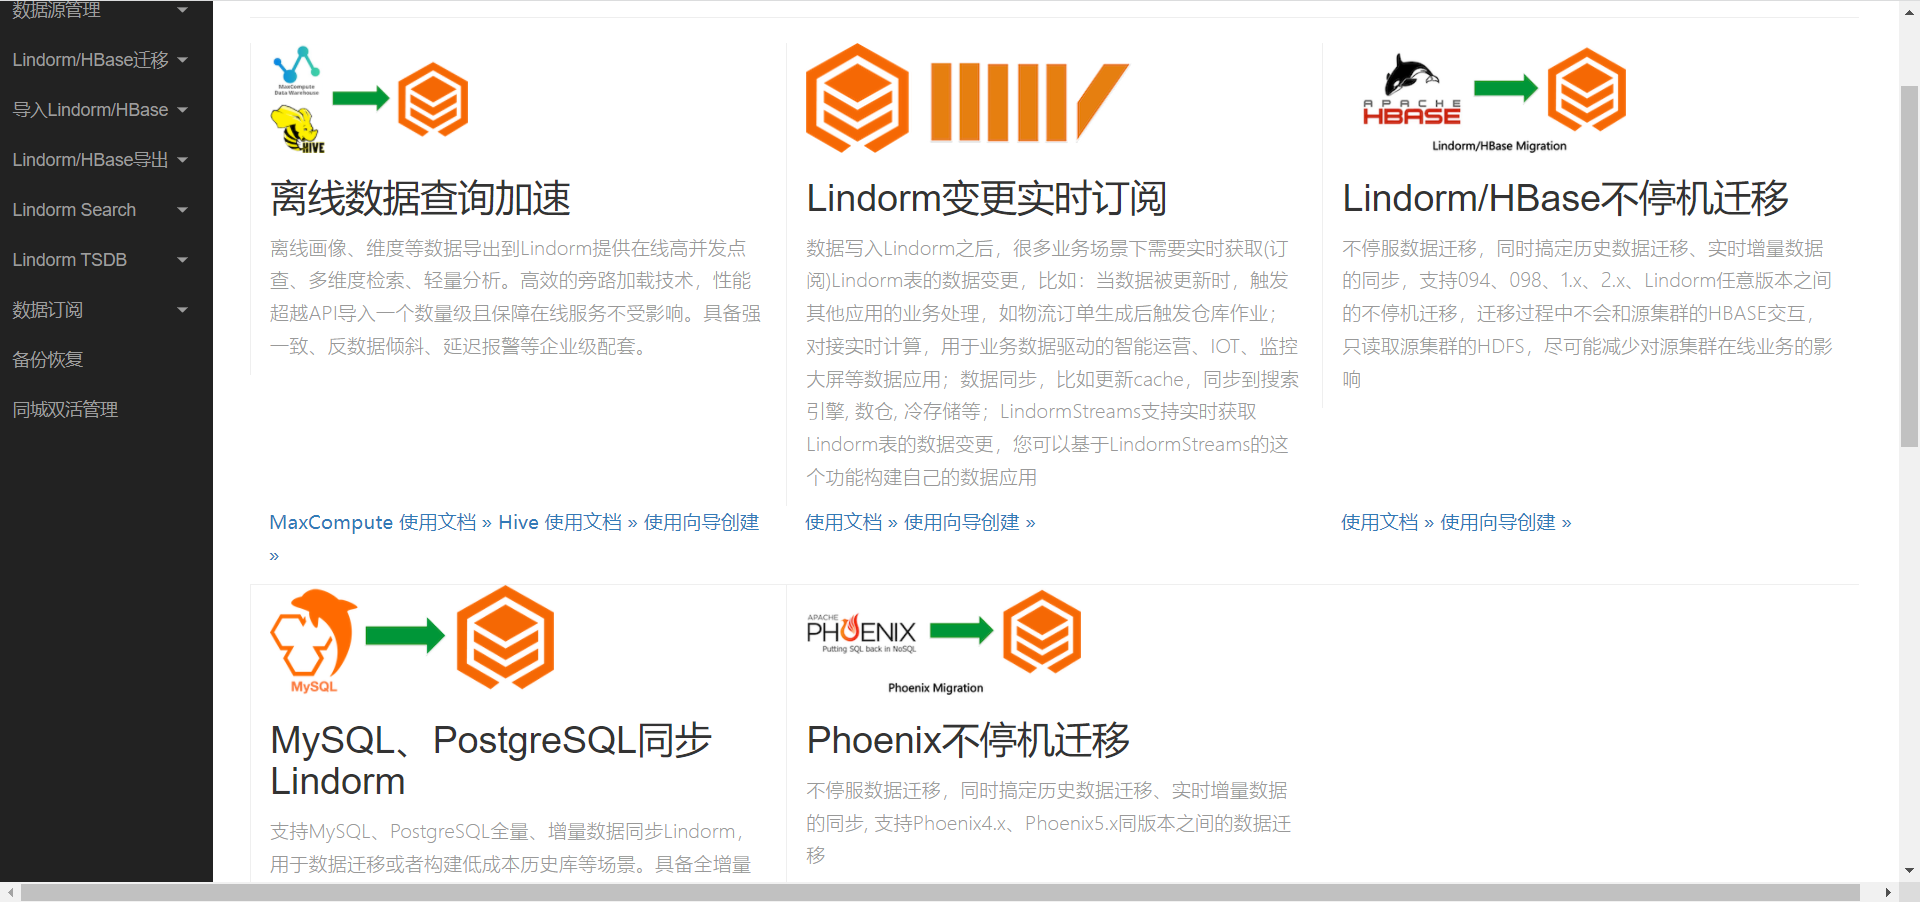 数据源管理
Lindorm/HBase迁移
导入Lindorm/HBase
Lindorm/HBase导出
Lindorm Search
Lindorm TSDB
数据订阅
备份恢复
同城双活管理
MaxCompute
Data Warehouse
HIVE
离线数据查询加速
离线画像、维度等数据导出到Lindorm提供在线高并发点
查、多维度检索、轻量分析。高效的旁路加载技术，性能
超越API导入一个数量级且保障在线服务不受影响。具备强
一致、反数据倾斜、延迟报警等企业级配套。
MaxCompute 使用文档 » Hive 使用文档 » 使用向导创建
»
Lindorm变更实时订阅
数据写入Lindorm之后，很多业务场景下需要实时获取(订
阅)Lindorm表的数据变更，比如：当数据被更新时，触发
其他应用的业务处理，如物流订单生成后触发仓库作业；
对接实时计算，用于业务数据驱动的智能运营、IOT、监控
大屏等数据应用；数据同步，比如更新cache，同步到搜索
引擎, 数仓, 冷存储等；LindormStreams支持实时获取
Lindorm表的数据变更，您可以基于LindormStreams的这
个功能构建自己的数据应用
使用文档 » 使用向导创建 »
APACHE
HBASE
Lindorm/HBase Migration
Lindorm/HBase不停机迁移
不停服数据迁移，同时搞定历史数据迁移、实时增量数据
的同步，支持094、098、1.x、2.x、Lindorm任意版本之间
的不停机迁移，迁移过程中不会和源集群的HBASE交互，
只读取源集群的HDFS，尽可能减少对源集群在线业务的影
响
使用文档 » 使用向导创建 »
MySQL
MySQL、PostgreSQL同步
Lindorm
支持MySQL、PostgreSQL全量、增量数据同步Lindorm，
用于数据迁移或者构建低成本历史库等场景。具备全增量
APACHE
PHOENIX
Putting SQL back in NoSQL
Phoenix Migration
Phoenix不停机迁移
不停服数据迁移，同时搞定历史数据迁移、实时增量数据
的同步, 支持Phoenix4.x、Phoenix5.x同版本之间的数据迁
移